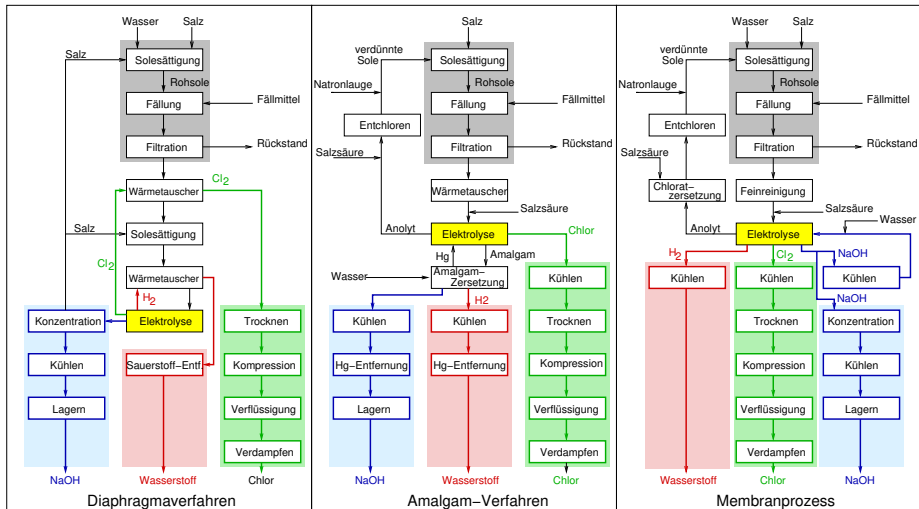 Wasser
Salz
Salz
Solesättigung
Rohsole
Fällung
Fällmittel
Filtration
Rückstand
Cl2
Wärmetauscher
Salz
Solesättigung
Cl2
Wärmetauscher
H2
Konzentration
Elektrolyse
Trocknen
Kühlen
Sauerstoff-Entf.
Kompression
Lagern
Verflüssigung
Verdampfen
NaOH
Wasserstoff
Chlor
Diaphragmaverfahren
Salz
verdünnte
Sole
Solesättigung
Rohsole
Natronlauge
Fällung
Fällmittel
Entchloren
Filtration
Rückstand
Salzsäure
Wärmetauscher
Salzsäure
Anolyt
Elektrolyse
Chlor
Hg
Amalgam
Wasser
Amalgam-
Zersetzung
Kühlen
H2
Kühlen
Kühlen
Trocknen
Hg-Entfernung
Hg-Entfernung
Kompression
Lagern
Verflüssigung
Verdampfen
NaOH
Wasserstoff
Chlor
Amalgam-Verfahren
Salz
verdünnte
Sole
Solesättigung
Rohsole
Natronlauge
Fällung
Fällmittel
Entchloren
Filtration
Rückstand
Salzsäure
Chlorat-
zersetzung
Feinreinigung
Salzsäure
Wasser
Anolyt
Elektrolyse
H2
Cl2
NaOH
Kühlen
Kühlen
Kühlen
NaOH
Trocknen
Konzentration
Kompression
Kühlen
Verflüssigung
Lagern
Verdampfen
Wasserstoff
Chlor
NaOH
Membranprozess